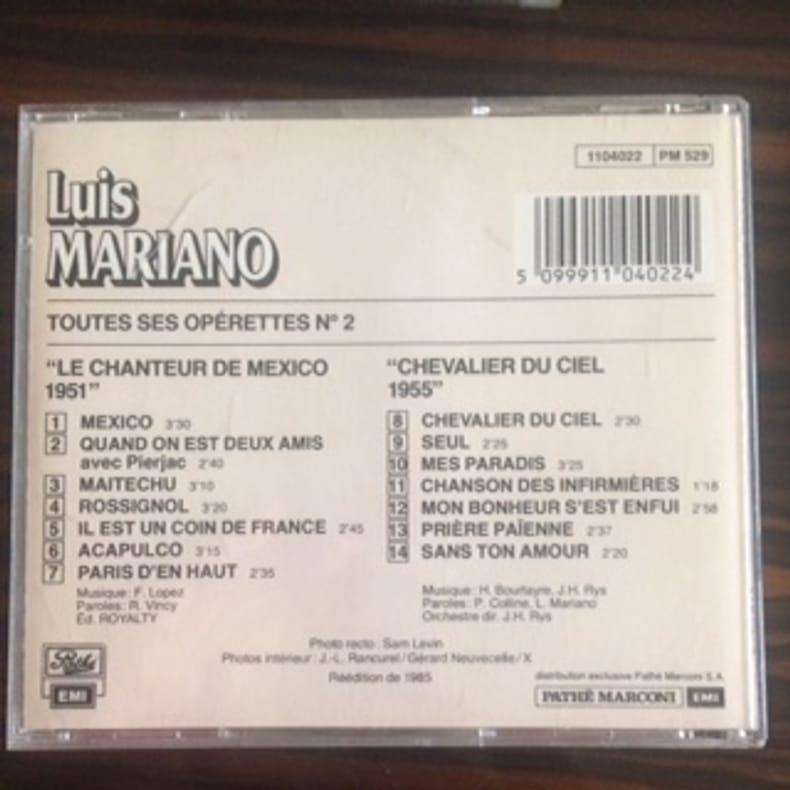 1104022 PM 529
Luis
MARIANO
5 099911 040224
TOUTES SES OPÉRETTES N° 2
"LE CHANTEUR DE MEXICO
1951"
1 MEXICO 3'30
2 QUAND ON EST DEUX AMIS
avec Pierjac 2'40
3 MAITECHU 3'10
4 ROSSIGNOL 3'20
5 IL EST UN COIN DE FRANCE 2'45
6 ACAPULCO 3'15
7 PARIS D'EN HAUT 2'35
Musique: F. Lopez
Paroles: R. Vincy
Éd. ROYALTY
"CHEVALIER DU CIEL
1955"
8 CHEVALIER DU CIEL 2'30
9 SEUL 2'25
10 MES PARADIS 3'25
11 CHANSON DES INFIRMIÈRES 1'18
12 MON BONHEUR S'EST ENFUI 2'58
13 PRIÈRE PAÏENNE 2'37
14 SANS TON AMOUR 2'20
Musique: H. Bourtayre, J.H. Rys
Paroles: P. Colline, L. Mariano
Orchestre dir. J.H. Rys
Photo recto: Sam Levin
Photos intérieur: J.-L. Rancurel/Gérard Neuvecelle/X
Réédition de 1985
Pathé
EMI
distribution exclusive Pathé Marconi S.A.
PATHÉ MARCONI EMI